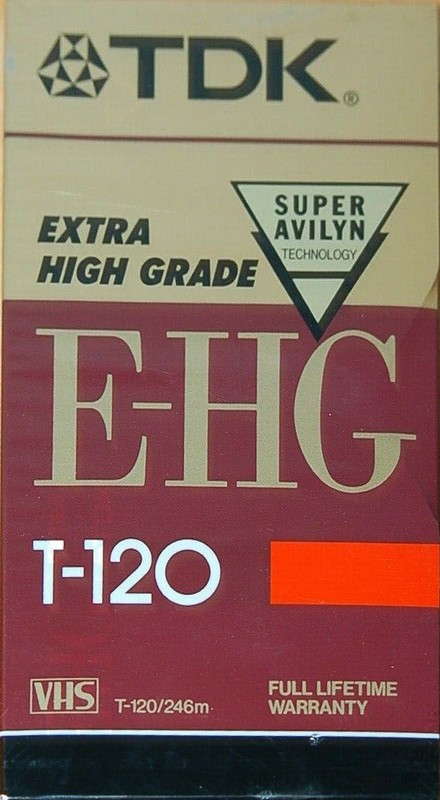 TDK®
SUPER
AVILYN
TECHNOLOGY
EXTRA
HIGH GRADE
E-HG
T-120
VHS
T-120/246m
FULL LIFETIME
WARRANTY